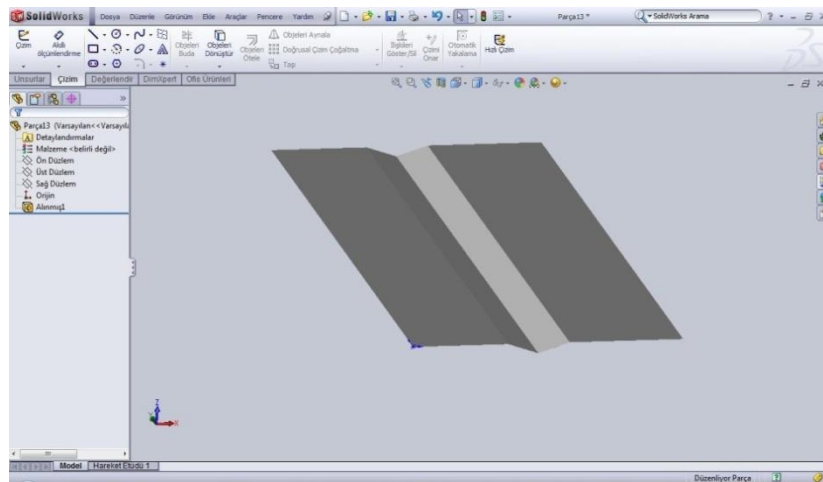 SolidWorks Dosya Düzenle Görünüm Ekle Araçlar Pencere Yardım Parça13 * SolidWorks Arama
Çizim Akıllı ölçümlendirme Objeleri Buda Objeleri Dönüştür Objeleri Ötele Objeleri Aynala Doğrusal Çizim Çoğaltma Taşı İlişkileri Göster/Sil Çizimi Onar Otomatik Yakalama Hızlı Çizim
Unsurlar Çizim Değerlendir DimXpert Ofis Ürünleri
Parça13 (Varsayılan<<Varsayıla
Detaylandırmalar
Malzeme <belirli değil>
Ön Düzlem
Üst Düzlem
Sağ Düzlem
Orijin
Alınmış1
Z
X
Model Hareket Etüdü 1
Düzenliyor Parça